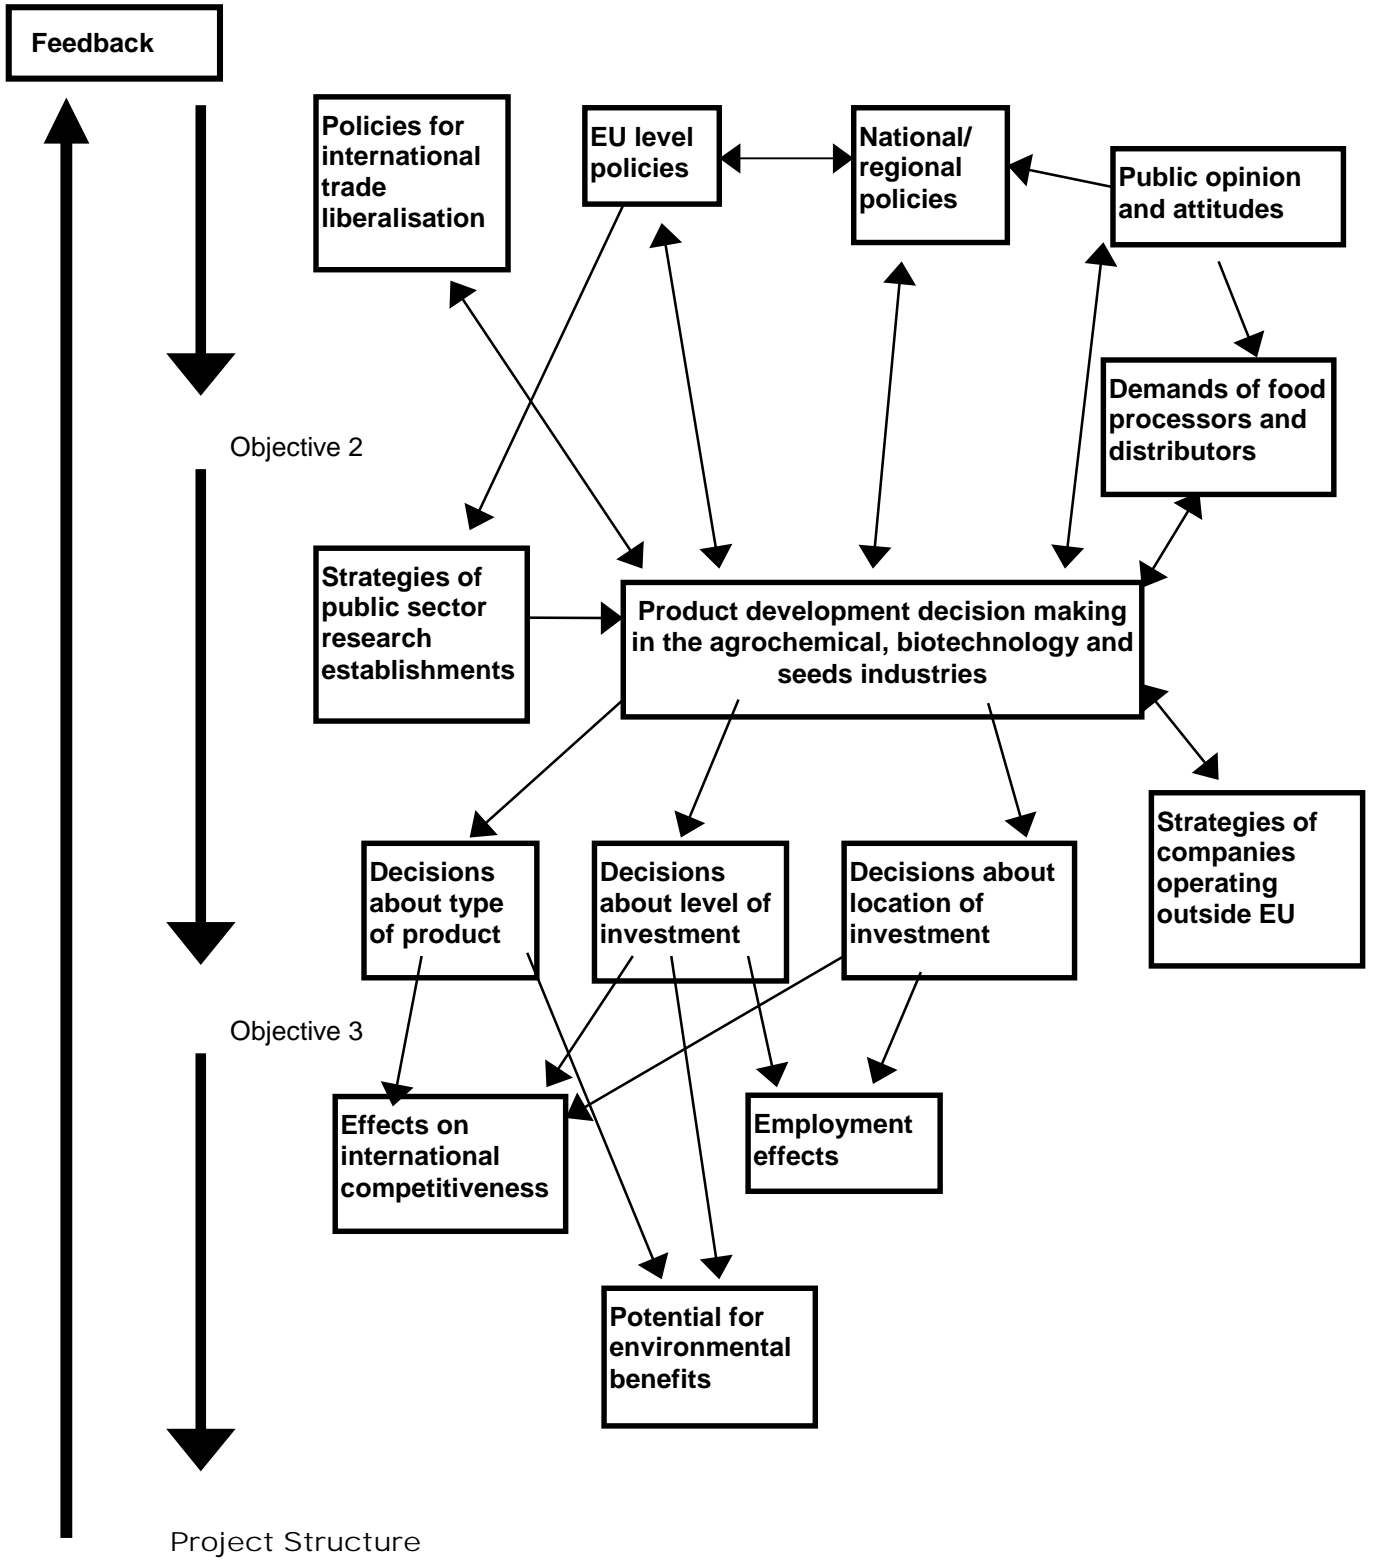 Feedback
Policies for
international
trade
liberalisation
EU level
policies
National/
regional
policies
Public opinion
and attitudes
Demands of food
processors and
distributors
Objective 2
Strategies of
public sector
research
establishments
Product development decision making
in the agrochemical, biotechnology and
seeds industries
Strategies of
companies
operating
outside EU
Decisions
about type
of product
Decisions
about level of
investment
Decisions about
location of
investment
Objective 3
Effects on
international
competitiveness
Employment
effects
Potential for
environmental
benefits
Project Structure